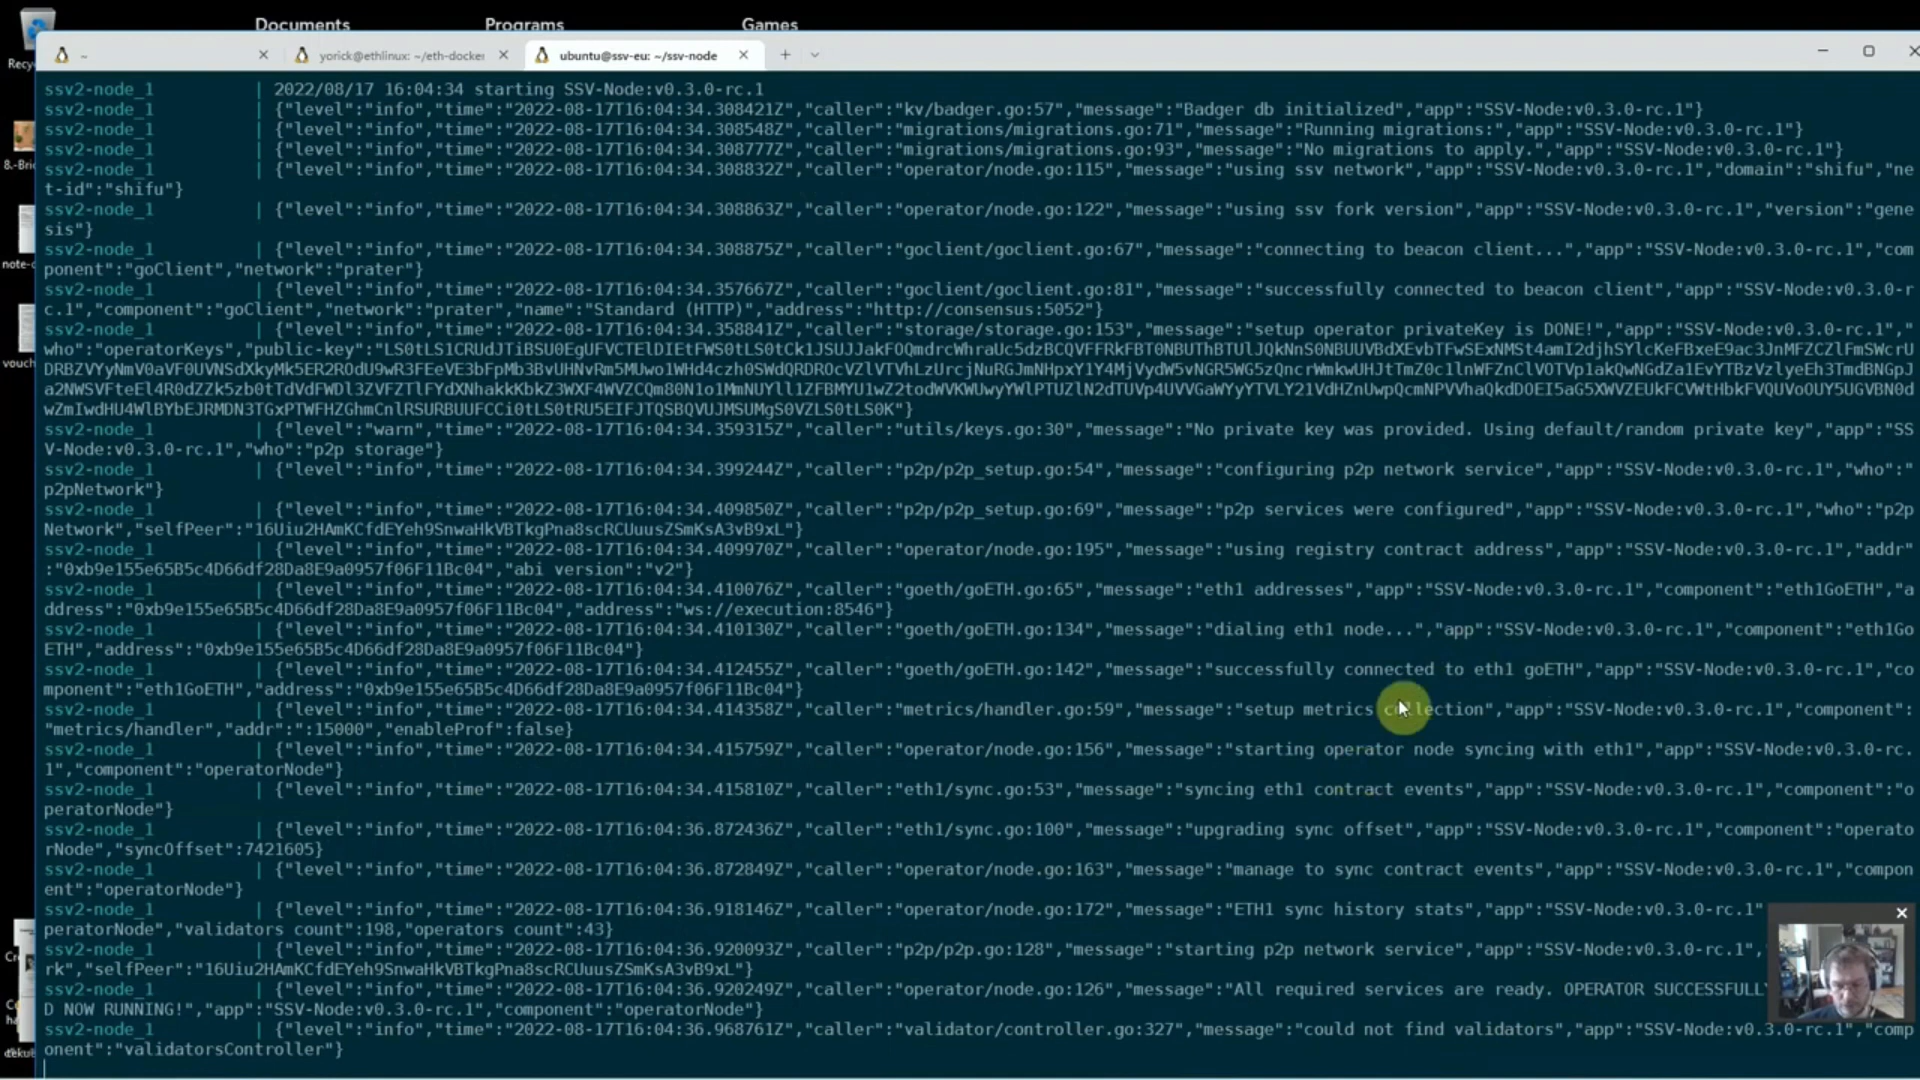 Documents
Programs
Games
~
yorick@ethlinux: ~/eth-docker
ubuntu@ssv-eu: ~/ssv-node
ssv2-node_1 | 2022/08/17 16:04:34 starting SSV-Node:v0.3.0-rc.1
ssv2-node_1 | {"level":"info","time":"2022-08-17T16:04:34.308421Z","caller":"kv/badger.go:57","message":"Badger db initialized","app":"SSV-Node:v0.3.0-rc.1"}
ssv2-node_1 | {"level":"info","time":"2022-08-17T16:04:34.308548Z","caller":"migrations/migrations.go:71","message":"Running migrations:","app":"SSV-Node:v0.3.0-rc.1"}
ssv2-node_1 | {"level":"info","time":"2022-08-17T16:04:34.308777Z","caller":"migrations/migrations.go:93","message":"No migrations to apply.","app":"SSV-Node:v0.3.0-rc.1"}
ssv2-node_1 | {"level":"info","time":"2022-08-17T16:04:34.308832Z","caller":"operator/node.go:115","message":"using ssv network","app":"SSV-Node:v0.3.0-rc.1","domain":"shifu","ne
t-id":"shifu"}
ssv2-node_1 | {"level":"info","time":"2022-08-17T16:04:34.308863Z","caller":"operator/node.go:122","message":"using ssv fork version","app":"SSV-Node:v0.3.0-rc.1","version":"gene
sis"}
ssv2-node_1 | {"level":"info","time":"2022-08-17T16:04:34.308875Z","caller":"goclient/goclient.go:67","message":"connecting to beacon client...","app":"SSV-Node:v0.3.0-rc.1","com
ponent":"goClient","network":"prater"}
ssv2-node_1 | {"level":"info","time":"2022-08-17T16:04:34.357667Z","caller":"goclient/goclient.go:81","message":"successfully connected to beacon client","app":"SSV-Node:v0.3.0-r
c.1","component":"goClient","network":"prater","name":"Standard (HTTP)","address":"http://consensus:5052"}
ssv2-node_1 | {"level":"info","time":"2022-08-17T16:04:34.358841Z","caller":"storage/storage.go:153","message":"setup operator privateKey is DONE!","app":"SSV-Node:v0.3.0-rc.1","
who":"operatorKeys","public-key":
ssv2-node_1 | {"level":"warn","time":"2022-08-17T16:04:34.359315Z","caller":"utils/keys.go:30","message":"No private key was provided. Using default/random private key","app":"SS
V-Node:v0.3.0-rc.1","who":"p2p storage"}
ssv2-node_1 | {"level":"info","time":"2022-08-17T16:04:34.399244Z","caller":"p2p/p2p_setup.go:54","message":"configuring p2p network service","app":"SSV-Node:v0.3.0-rc.1","who":"
p2pNetwork"}
ssv2-node_1 | {"level":"info","time":"2022-08-17T16:04:34.409850Z","caller":"p2p/p2p_setup.go:69","message":"p2p services were configured","app":"SSV-Node:v0.3.0-rc.1","who":"p2p
Network","selfPeer":"16Uiu2HAmKCfdEYeh9SnwaHkVBTkgPna8scRCUuusZSmKsA3vB9xL"}
ssv2-node_1 | {"level":"info","time":"2022-08-17T16:04:34.409970Z","caller":"operator/node.go:195","message":"using registry contract address","app":"SSV-Node:v0.3.0-rc.1","addr"
:"0xb9e155e65B5c4D66df28Da8E9a0957f06F11Bc04","abi version":"v2"}
ssv2-node_1 | {"level":"info","time":"2022-08-17T16:04:34.410076Z","caller":"goeth/goETH.go:65","message":"eth1 addresses","app":"SSV-Node:v0.3.0-rc.1","component":"eth1GoETH","a
ddress":"0xb9e155e65B5c4D66df28Da8E9a0957f06F11Bc04","address":"ws://execution:8546"}
ssv2-node_1 | {"level":"info","time":"2022-08-17T16:04:34.410130Z","caller":"goeth/goETH.go:134","message":"dialing eth1 node...","app":"SSV-Node:v0.3.0-rc.1","component":"eth1Go
ETH","address":"0xb9e155e65B5c4D66df28Da8E9a0957f06F11Bc04"}
ssv2-node_1 | {"level":"info","time":"2022-08-17T16:04:34.412455Z","caller":"goeth/goETH.go:142","message":"successfully connected to eth1 goETH","app":"SSV-Node:v0.3.0-rc.1","co
mponent":"eth1GoETH","address":"0xb9e155e65B5c4D66df28Da8E9a0957f06F11Bc04"}
ssv2-node_1 | {"level":"info","time":"2022-08-17T16:04:34.414358Z","caller":"metrics/handler.go:59","message":"setup metrics collection","app":"SSV-Node:v0.3.0-rc.1","component":
"metrics/handler","addr":":15000","enableProf":false}
ssv2-node_1 | {"level":"info","time":"2022-08-17T16:04:34.415759Z","caller":"operator/node.go:156","message":"starting operator node syncing with eth1","app":"SSV-Node:v0.3.0-rc.
1","component":"operatorNode"}
ssv2-node_1 | {"level":"info","time":"2022-08-17T16:04:34.415810Z","caller":"eth1/sync.go:53","message":"syncing eth1 contract events","app":"SSV-Node:v0.3.0-rc.1","component":"o
peratorNode"}
ssv2-node_1 | {"level":"info","time":"2022-08-17T16:04:36.872436Z","caller":"eth1/sync.go:100","message":"upgrading sync offset","app":"SSV-Node:v0.3.0-rc.1","component":"operato
rNode","syncOffset":7421605}
ssv2-node_1 | {"level":"info","time":"2022-08-17T16:04:36.872849Z","caller":"operator/node.go:163","message":"manage to sync contract events","app":"SSV-Node:v0.3.0-rc.1","compon
ent":"operatorNode"}
ssv2-node_1 | {"level":"info","time":"2022-08-17T16:04:36.918146Z","caller":"operator/node.go:172","message":"ETH1 sync history stats","app":"SSV-Node:v0.3.0-rc.1"
peratorNode","validators count":198,"operators count":43}
ssv2-node_1 | {"level":"info","time":"2022-08-17T16:04:36.920093Z","caller":"p2p/p2p.go:128","message":"starting p2p network service","app":"SSV-Node:v0.3.0-rc.1",
rk","selfPeer":"16Uiu2HAmKCfdEYeh9SnwaHkVBTkgPna8scRCUuusZSmKsA3vB9xL"}
ssv2-node_1 | {"level":"info","time":"2022-08-17T16:04:36.920249Z","caller":"operator/node.go:126","message":"All required services are ready. OPERATOR SUCCESSFULL
D NOW RUNNING!","app":"SSV-Node:v0.3.0-rc.1","component":"operatorNode"}
ssv2-node_1 | {"level":"info","time":"2022-08-17T16:04:36.968761Z","caller":"validator/controller.go:327","message":"could not find validators","app":"SSV-Node:v0.3.0-rc.1","comp
onent":"validatorsController"}